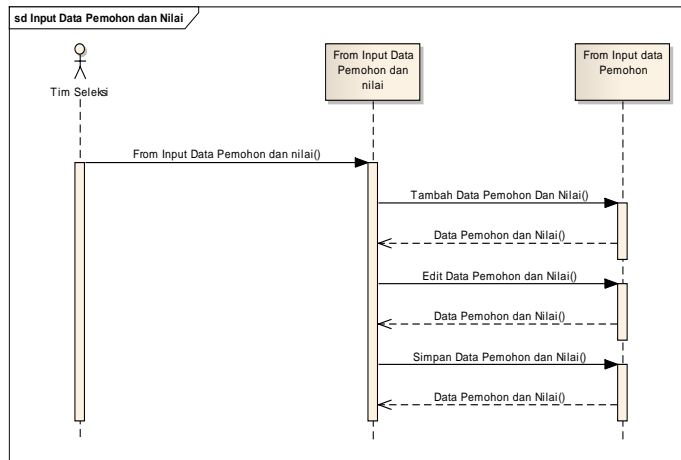 sd Input Data Pemohon dan Nilai
Tim Seleksi
From Input Data
Pemohon dan
nilai
From Input data
Pemohon
From Input Data Pemohon dan nilai()
Tambah Data Pemohon Dan Nilai()
Data Pemohon dan Nilai()
Edit Data Pemohon dan Nilai()
Data Pemohon dan Nilai()
Simpan Data Pemohon dan Nilai()
Data Pemohon dan Nilai()